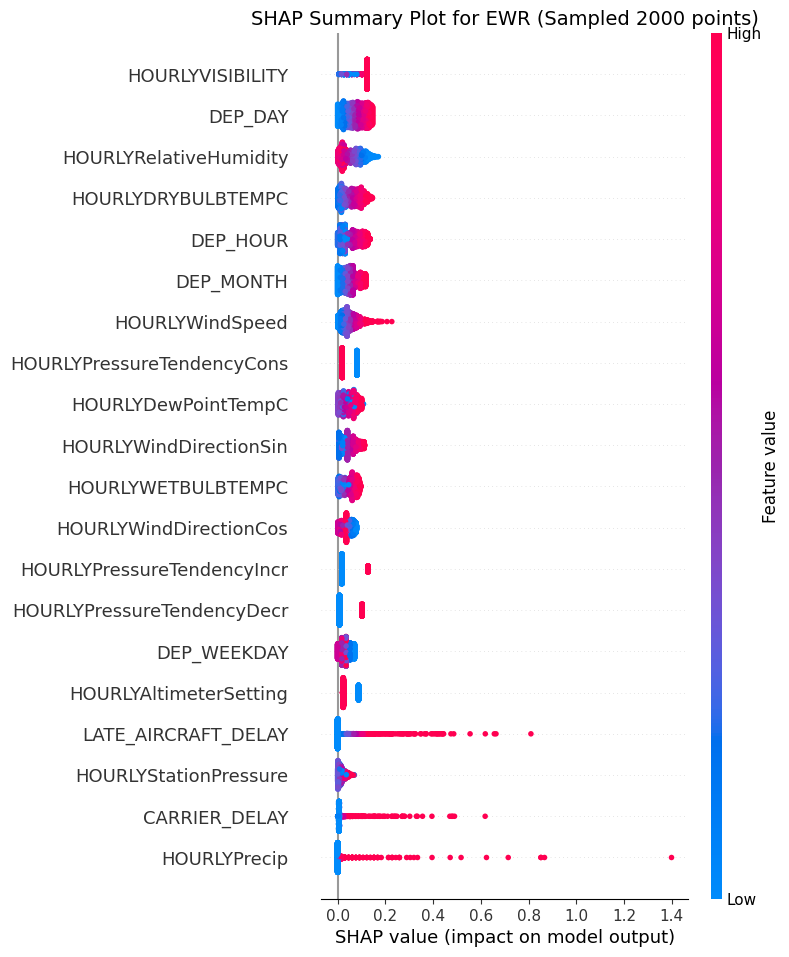 SHAP Summary Plot for EWR (Sampled 2000 points)
High
HOURLYVISIBILITY
DEP_DAY
HOURLYRelativeHumidity
HOURLYDRYBULBTEMPC
DEP_HOUR
DEP_MONTH
HOURLYWindSpeed
HOURLYPressureTendencyCons
HOURLYDewPointTempC
HOURLYWindDirectionSin
HOURLYWETBULBTEMPC
HOURLYWindDirectionCos
HOURLYPressureTendencyIncr
HOURLYPressureTendencyDecr
DEP_WEEKDAY
HOURLYAltimeterSetting
LATE_AIRCRAFT_DELAY
HOURLYStationPressure
CARRIER_DELAY
HOURLYPrecip
Feature value
Low
0.0 0.2 0.4 0.6 0.8 1.0 1.2 1.4
SHAP value (impact on model output)